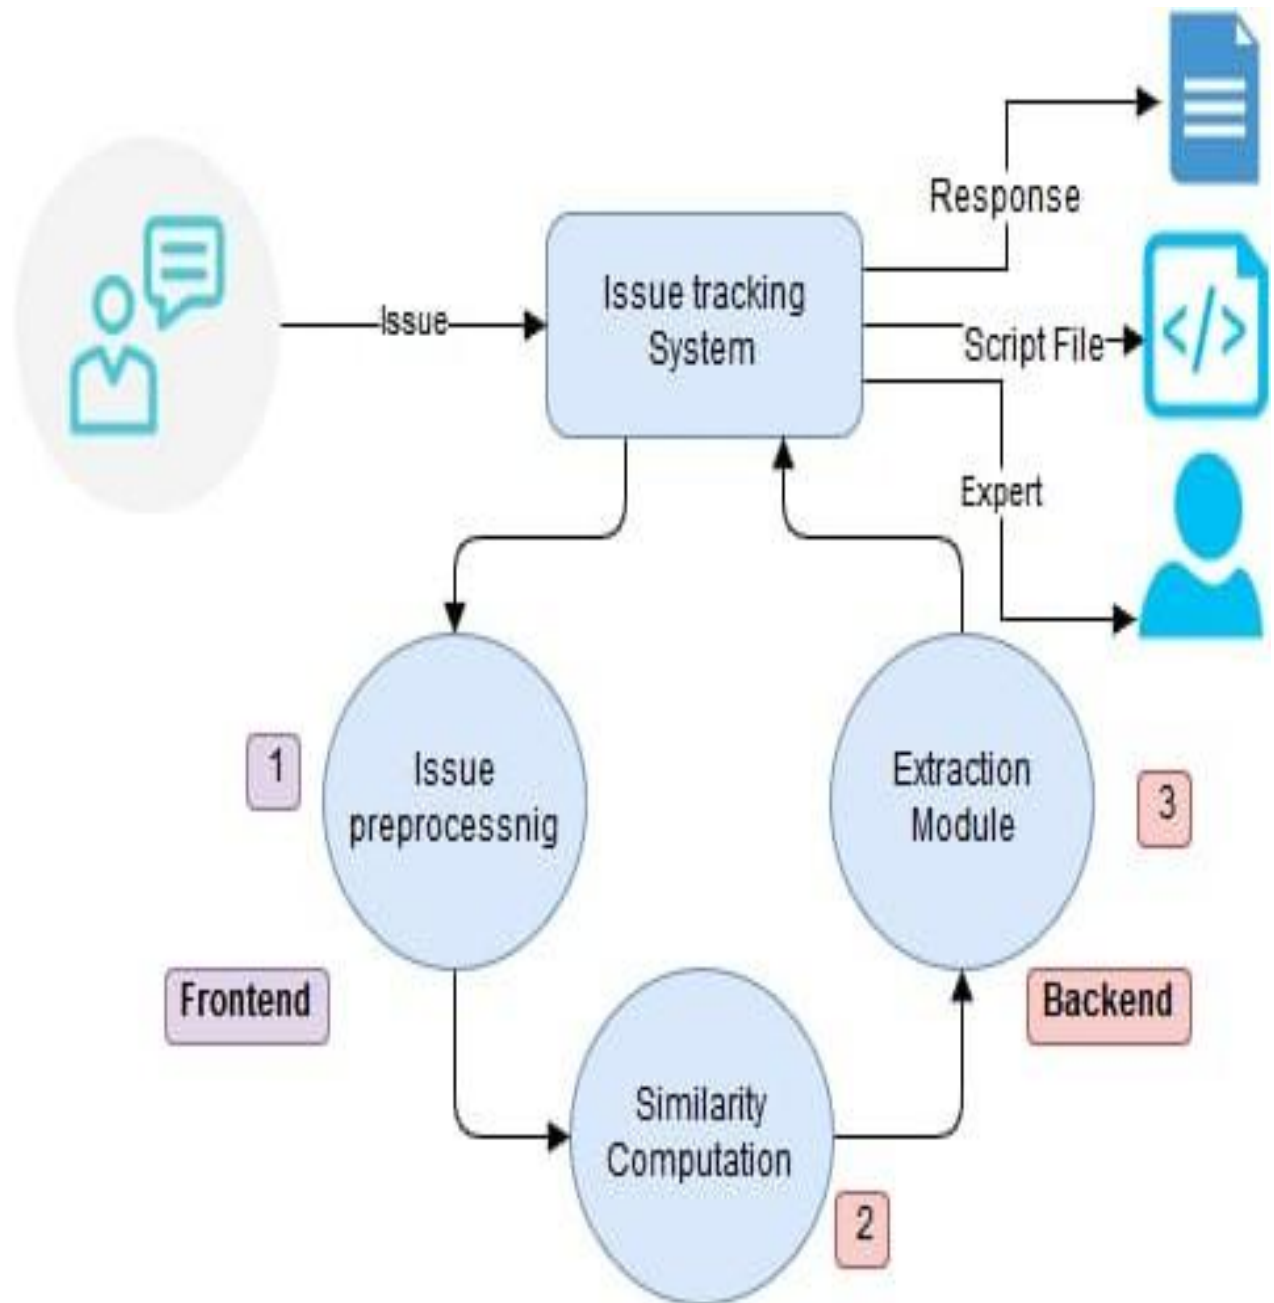 Response
Issue tracking
System
Issue
Script File
Expert
1
Issue
preprocessnig
Extraction
Module
3
Frontend
Backend
Similarity
Computation
2